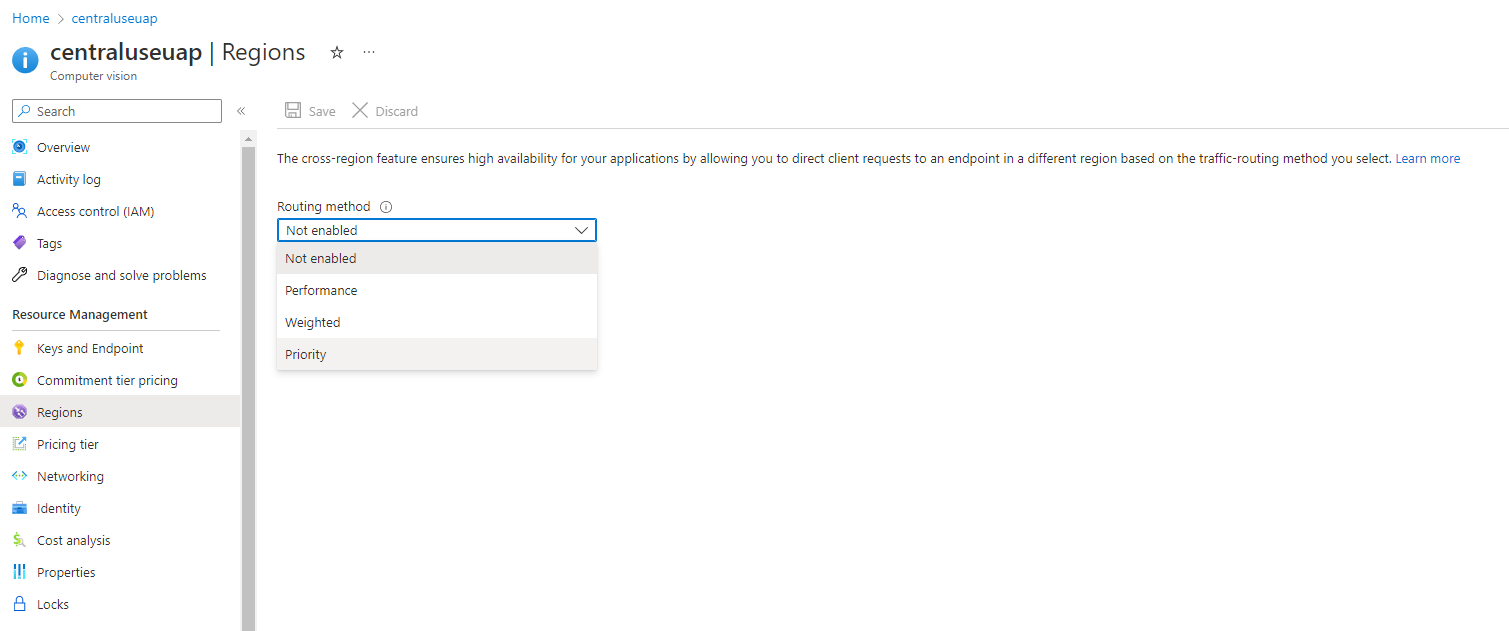 Home > centraluseuap
centraluseuap | Regions
Computer vision
Search
Overview
Activity log
Access control (IAM)
Tags
Diagnose and solve problems
Resource Management
Keys and Endpoint
Commitment tier pricing
Regions
Pricing tier
Networking
Identity
Cost analysis
Properties
Locks
Save Discard
The cross-region feature ensures high availability for your applications by allowing you to direct client requests to an endpoint in a different region based on the traffic-routing method you select. Learn more
Routing method
Not enabled
Not enabled
Performance
Weighted
Priority